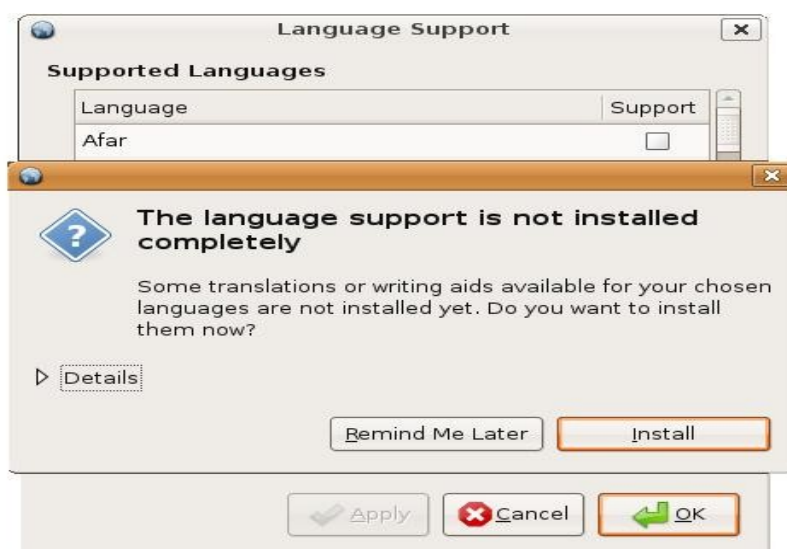 Language Support
Supported Languages
Language Support
Afar
The language support is not installed
completely
Some translations or writing aids available for your chosen
languages are not installed yet. Do you want to install
them now?
Details
Remind Me Later Install
Apply Cancel OK